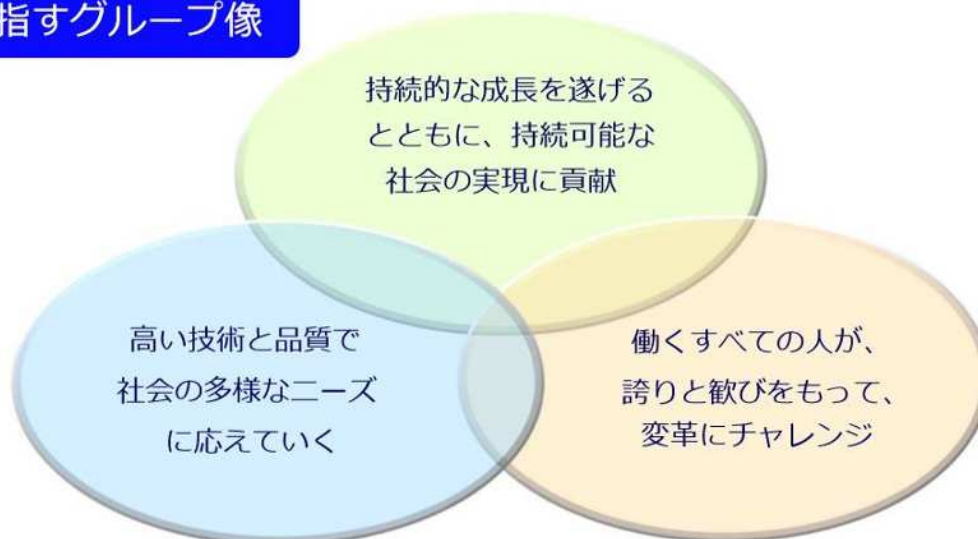 指すグループ像
持続的な成長を遂げる
とともに、持続可能な
社会の実現に貢献
高い技術と品質で
社会の多様なニーズ
に応えていく
働くすべての人が、
誇りと歓びをもって、
変革にチャレンジ